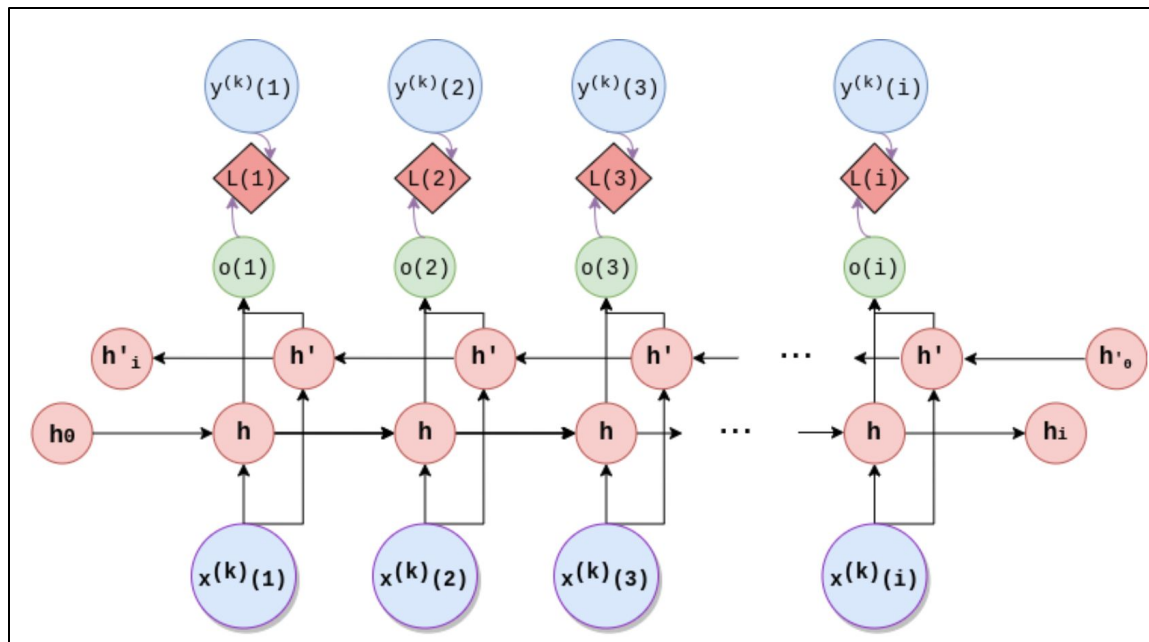 y⁽ᵏ⁾(1) y⁽ᵏ⁾(2) y⁽ᵏ⁾(3) y⁽ᵏ⁾(i)
L(1) L(2) L(3) L(i)
o(1) o(2) o(3) o(i)
h'ᵢ h' h' h' ... h' h'₀
h0 h h h ... h hi
x⁽ᵏ⁾(1) x⁽ᵏ⁾(2) x⁽ᵏ⁾(3) x⁽ᵏ⁾(i)